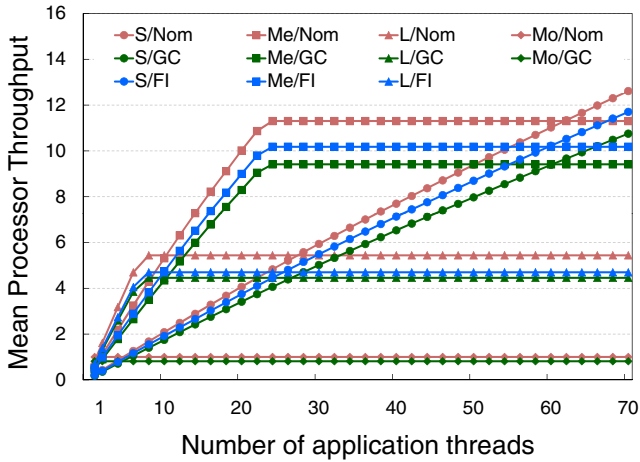 16
S/Nom Me/Nom L/Nom Mo/Nom
14
S/GC Me/GC L/GC Mo/GC
S/FI Me/FI L/FI
12
10
8
6
4
2
0
Mean Processor Throughput
1 10 20 30 40 50 60 70
Number of application threads